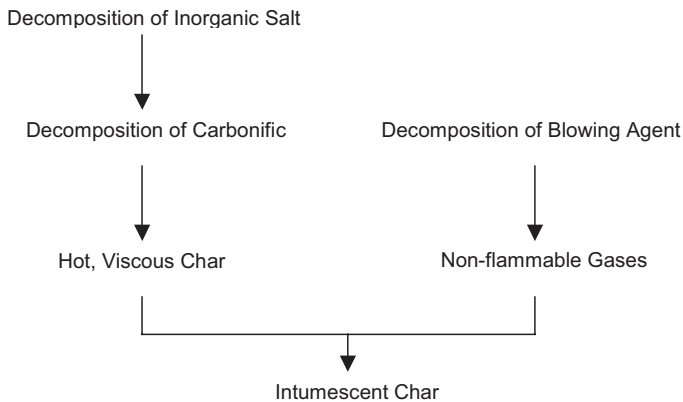 Decomposition of Inorganic Salt
Decomposition of Carbonific
Decomposition of Blowing Agent
Hot, Viscous Char
Non-flammable Gases
Intumescent Char